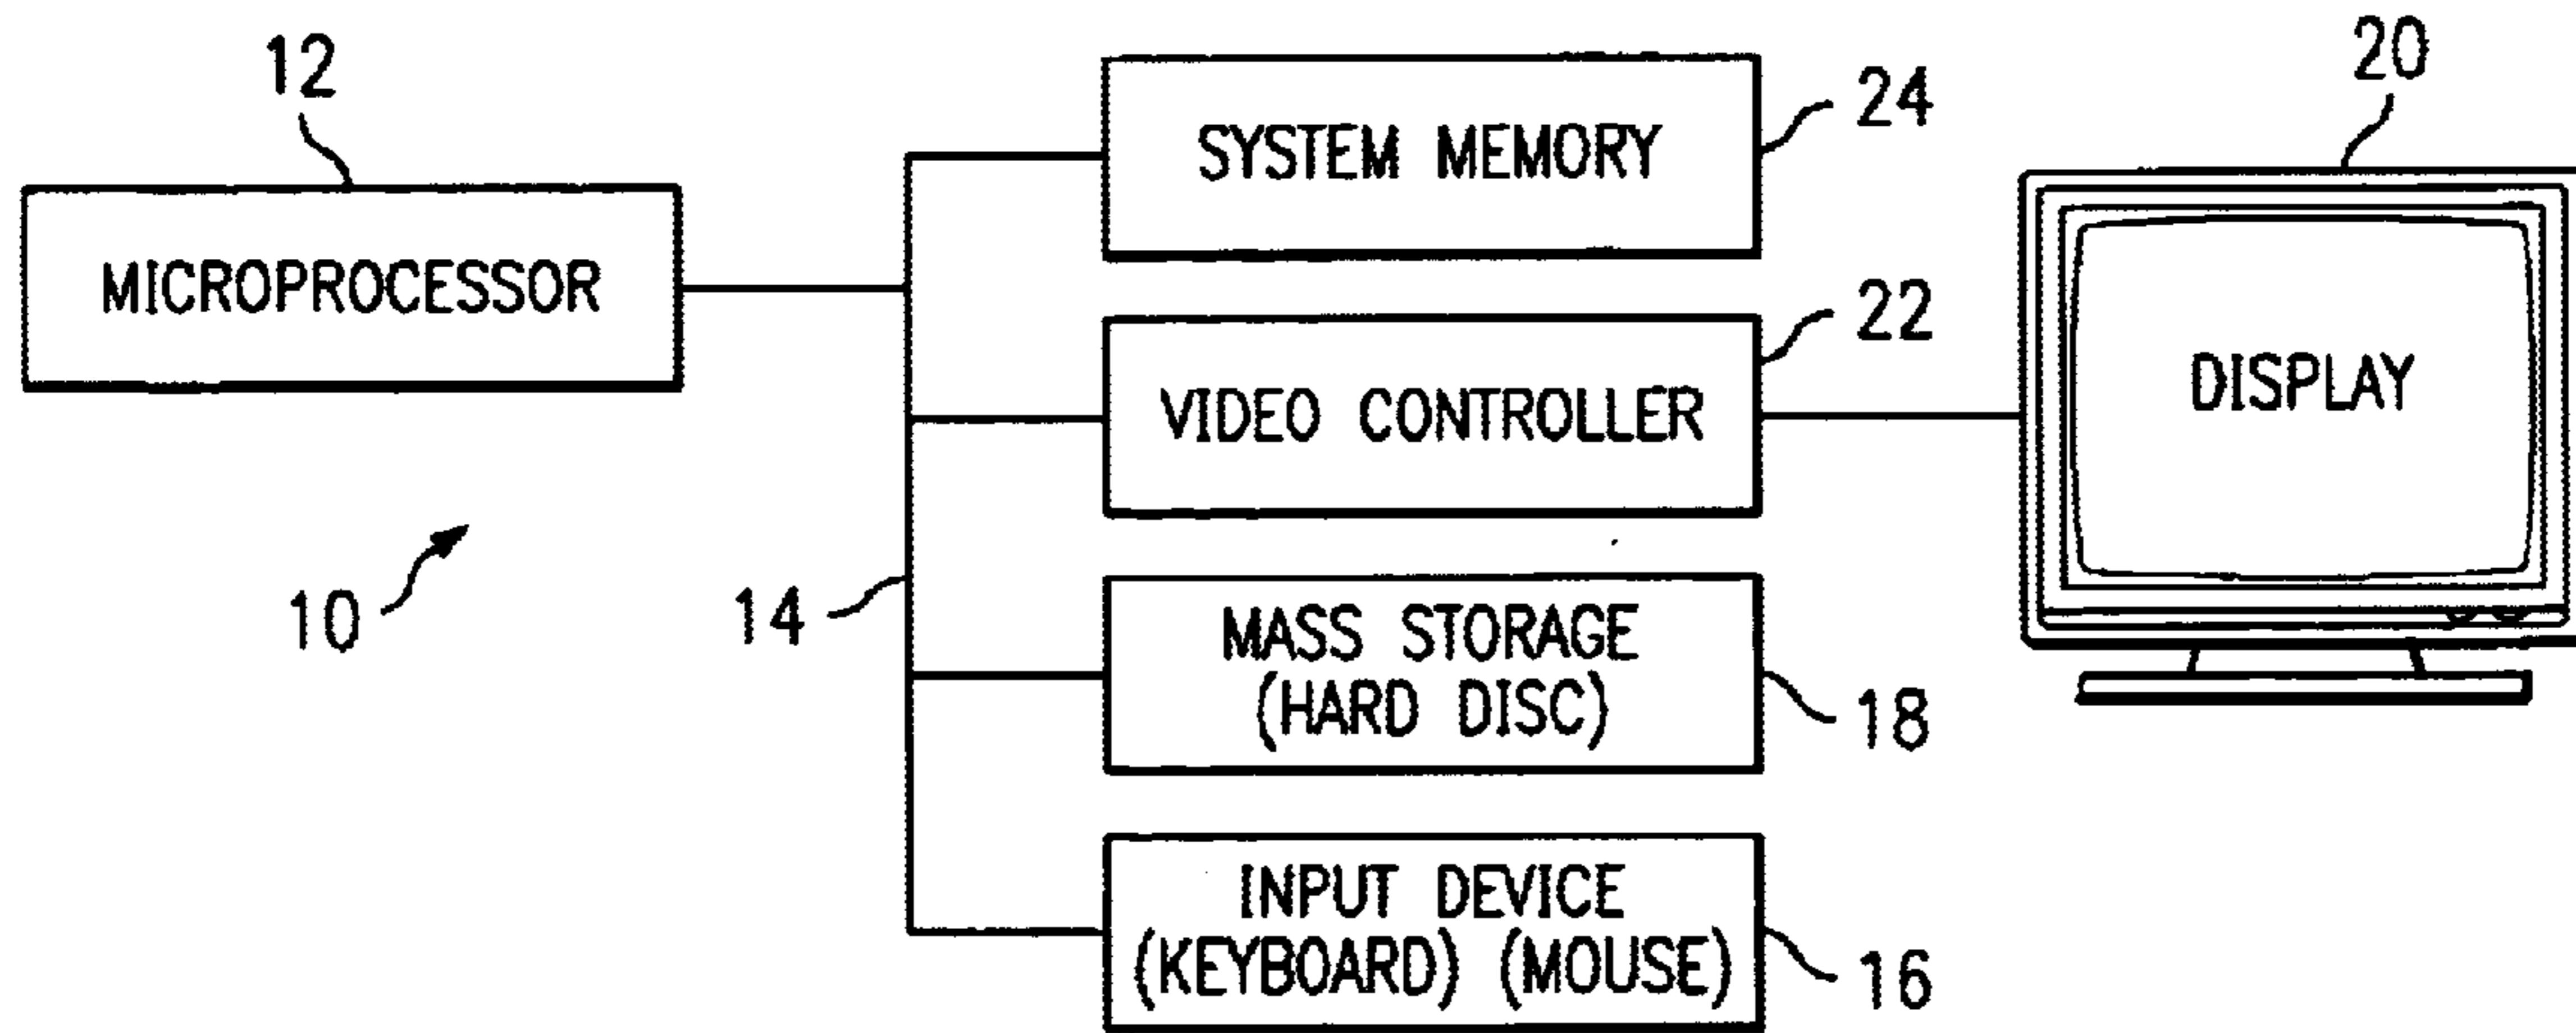 12
MICROPROCESSOR
10
14
SYSTEM MEMORY
24
VIDEO CONTROLLER
22
MASS STORAGE
(HARD DISC)
18
INPUT DEVICE
(KEYBOARD) (MOUSE)
16
20
DISPLAY